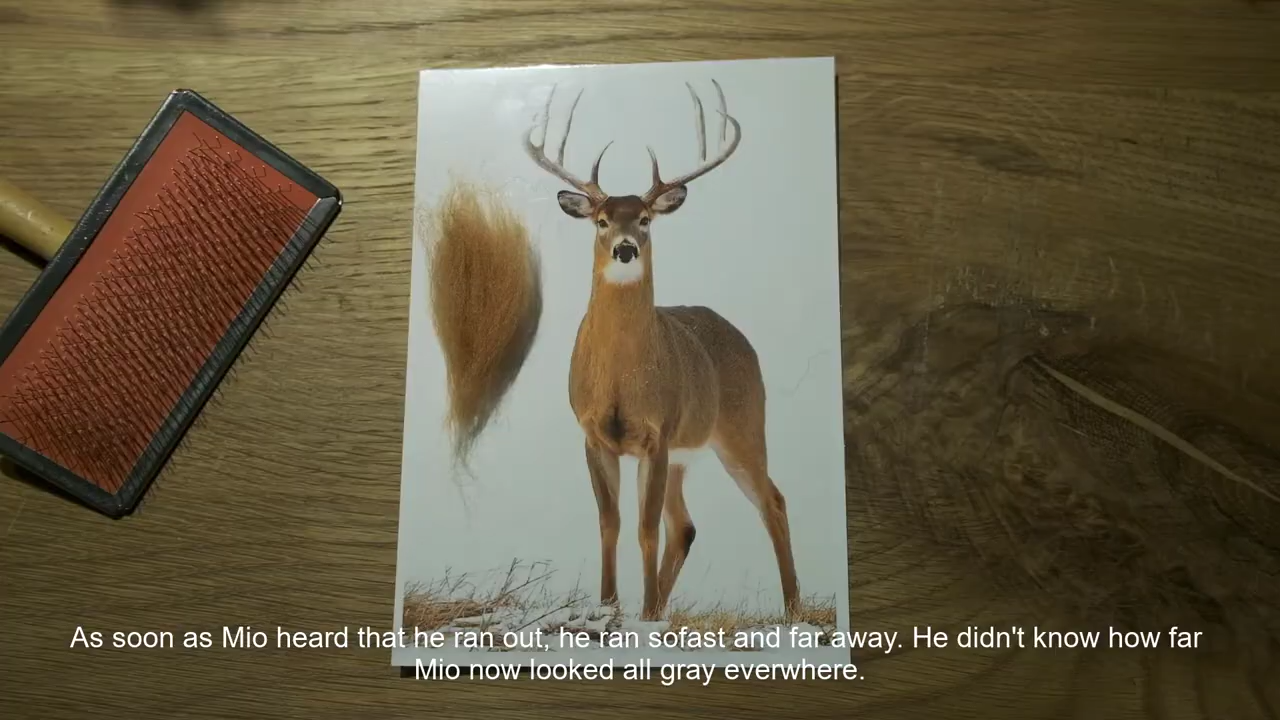 As soon as Mio heard that he ran out, he ran sofast and far away. He didn't know how far
Mio now looked all gray everwhere.